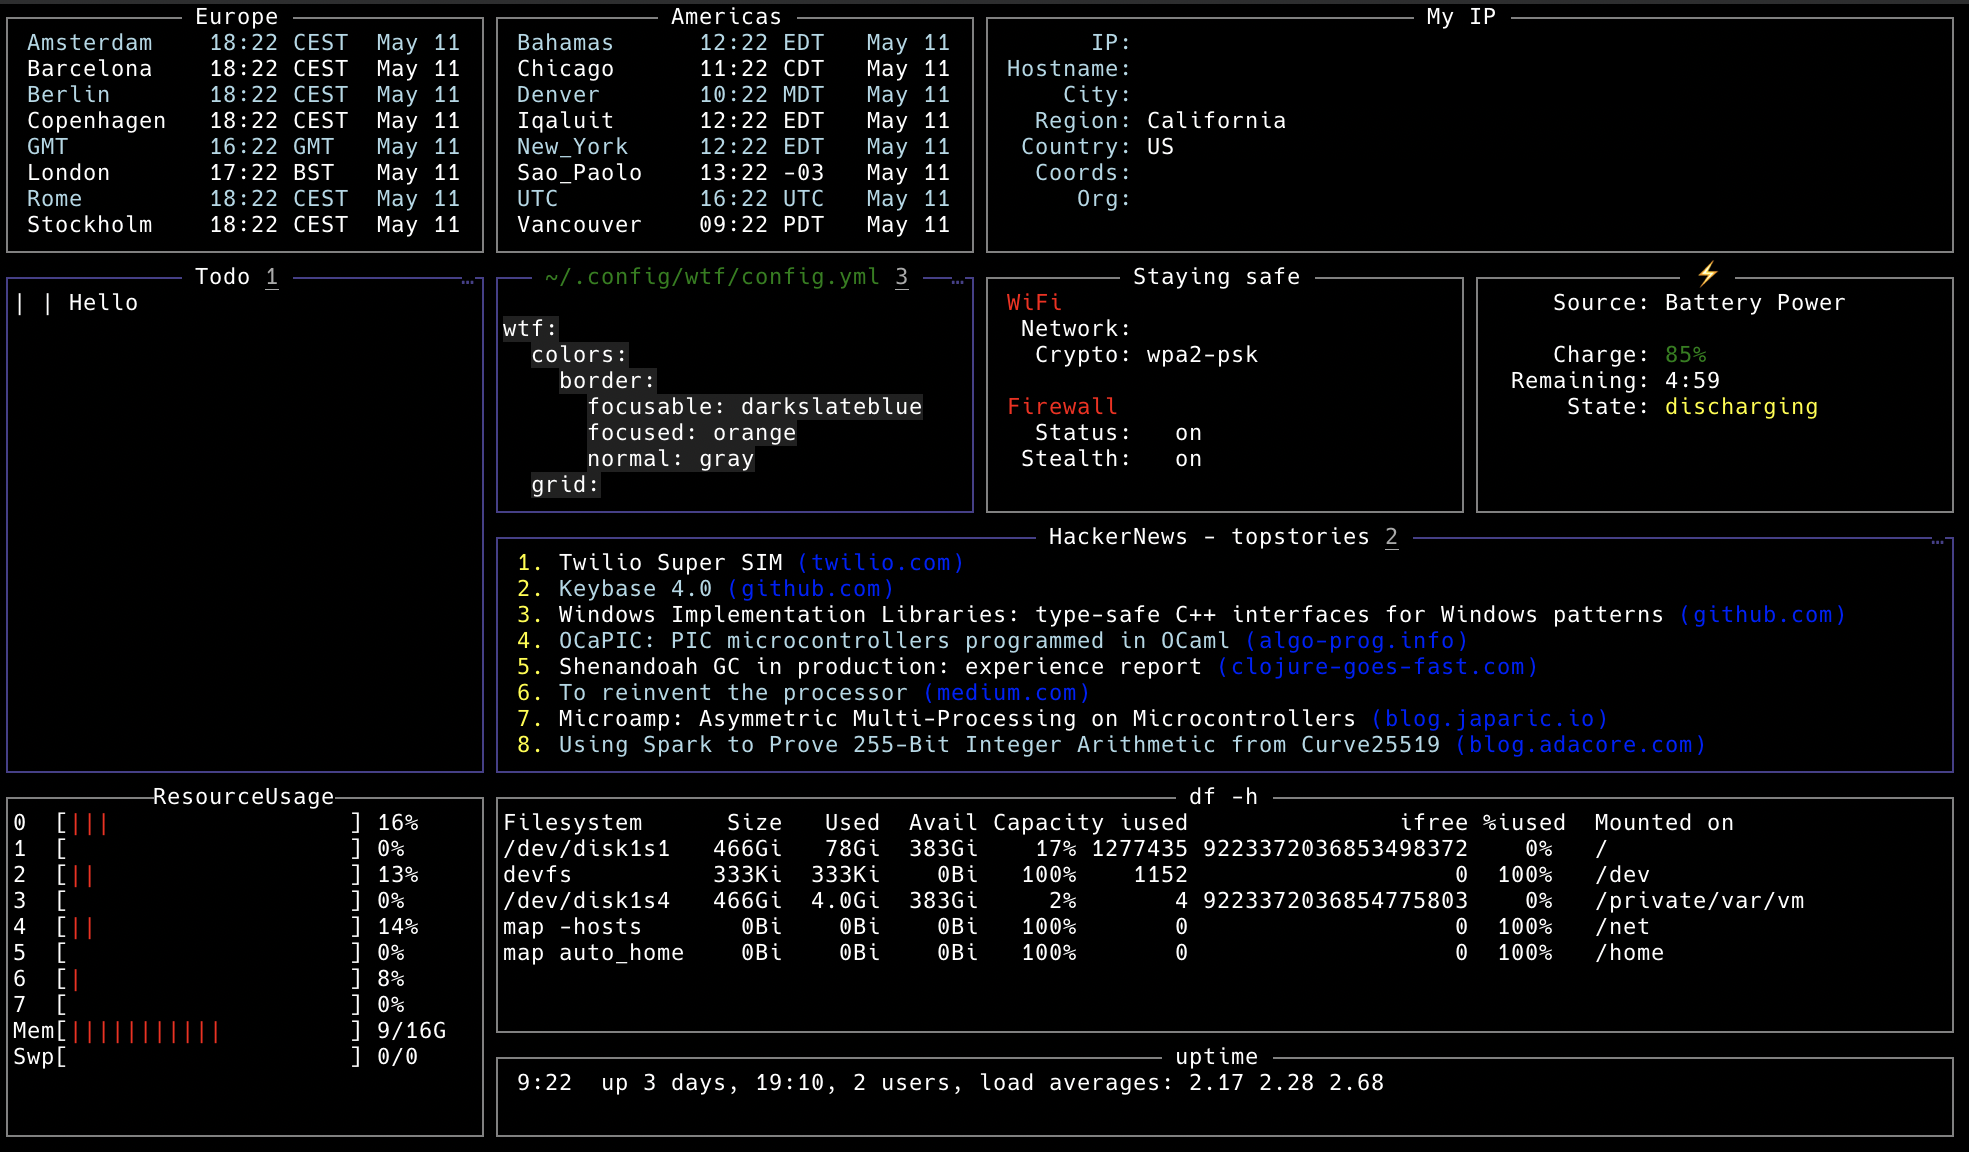 Europe
Amsterdam 18:22 CEST May 11
Barcelona 18:22 CEST May 11
Berlin 18:22 CEST May 11
Copenhagen 18:22 CEST May 11
GMT 16:22 GMT May 11
London 17:22 BST May 11
Rome 18:22 CEST May 11
Stockholm 18:22 CEST May 11
Americas
Bahamas 12:22 EDT May 11
Chicago 11:22 CDT May 11
Denver 10:22 MDT May 11
Iqaluit 12:22 EDT May 11
New_York 12:22 EDT May 11
Sao_Paolo 13:22 -03 May 11
UTC 16:22 UTC May 11
Vancouver 09:22 PDT May 11
My IP
IP:
Hostname:
City:
Region: California
Country: US
Coords:
Org:
Todo 1 …
| | Hello
~/.config/wtf/config.yml 3 …
wtf:
colors:
border:
focusable: darkslateblue
focused: orange
normal: gray
grid:
Staying safe
WiFi
Network:
Crypto: wpa2-psk
Firewall
Status: on
Stealth: on
⚡
Source: Battery Power
Charge: 85%
Remaining: 4:59
State: discharging
HackerNews - topstories 2 …
1. Twilio Super SIM (twilio.com)
2. Keybase 4.0 (github.com)
3. Windows Implementation Libraries: type-safe C++ interfaces for Windows patterns (github.com)
4. OCaPIC: PIC microcontrollers programmed in OCaml (algo-prog.info)
5. Shenandoah GC in production: experience report (clojure-goes-fast.com)
6. To reinvent the processor (medium.com)
7. Microamp: Asymmetric Multi-Processing on Microcontrollers (blog.japaric.io)
8. Using Spark to Prove 255-Bit Integer Arithmetic from Curve25519 (blog.adacore.com)
ResourceUsage
0 [||| ] 16%
1 [ ] 0%
2 [|| ] 13%
3 [ ] 0%
4 [|| ] 14%
5 [ ] 0%
6 [| ] 8%
7 [ ] 0%
Mem[||||||||||| ] 9/16G
Swp[ ] 0/0
df -h
Filesystem Size Used Avail Capacity iused ifree %iused Mounted on
/dev/disk1s1 466Gi 78Gi 383Gi 17% 1277435 9223372036853498372 0% /
devfs 333Ki 333Ki 0Bi 100% 1152 0 100% /dev
/dev/disk1s4 466Gi 4.0Gi 383Gi 2% 4 9223372036854775803 0% /private/var/vm
map -hosts 0Bi 0Bi 0Bi 100% 0 0 100% /net
map auto_home 0Bi 0Bi 0Bi 100% 0 0 100% /home
uptime
9:22 up 3 days, 19:10, 2 users, load averages: 2.17 2.28 2.68